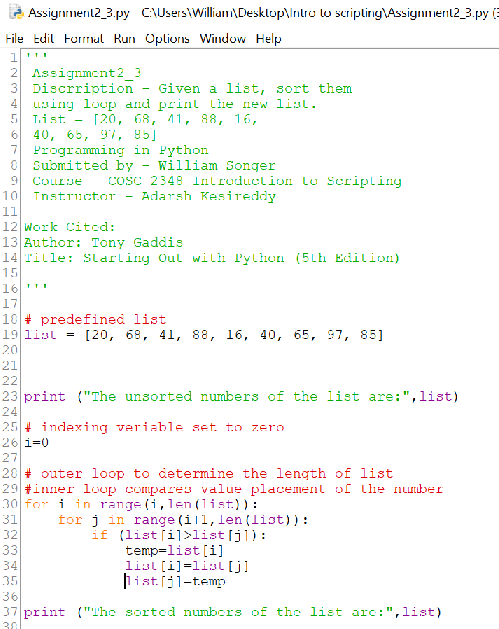 Assignment2_3.py - C:\Users\William\Desktop\Intro to scripting\Assignment2_3.py (3
File Edit Format Run Options Window Help
1 '''
2 Assignment2_3
3 Discrription - Given a list, sort them
4 using loop and print the new list.
5 List = [20, 68, 41, 88, 16,
6 40, 65, 97, 85]
7 Programming in Python
8 Submitted by - William Songer
9 Course - COSC 2348 Introduction to Scripting
10 Instructor - Adarsh Kesireddy
11
12 Work Cited:
13 Author: Tony Gaddis
14 Title: Starting Out with Python (5th Edition)
15
16 '''
17
18 # predefined list
19 list = [20, 68, 41, 88, 16, 40, 65, 97, 85]
20
21
22
23 print ("The unsorted numbers of the list are:",list)
24
25 # indexing veriable set to zero
26 i=0
27
28 # outer loop to determine the length of list
29 #inner loop compares value placement of the number
30 for i in range(i,len(list)):
31     for j in range(i+1,len(list)):
32         if (list[i]>list[j]):
33             temp=list[i]
34             list[i]=list[j]
35             list[j]=temp
36
37 print ("The sorted numbers of the list are:",list)
38